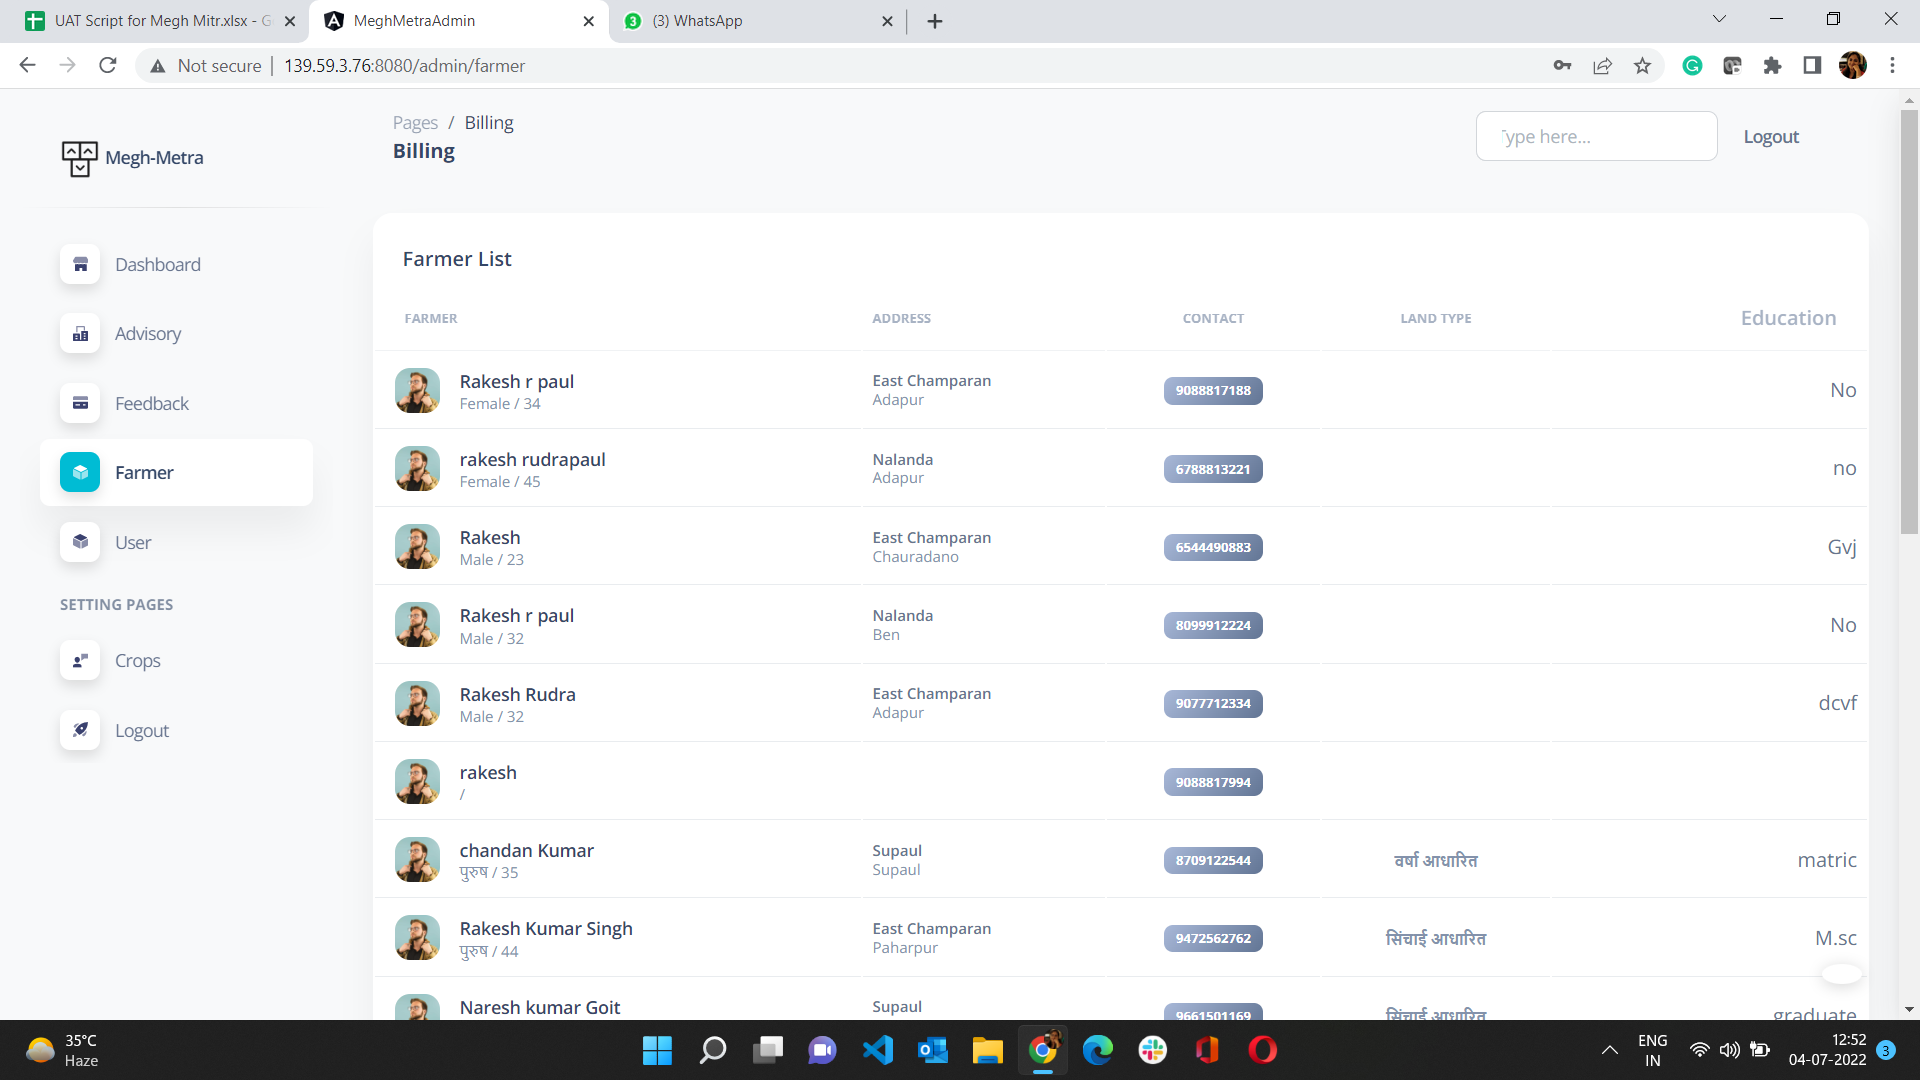 UAT Script for Megh Mitr.xlsx - G
MeghMetraAdmin
(3) WhatsApp
Not secure
139.59.3.76:8080/admin/farmer
Megh-Metra
Dashboard
Advisory
Feedback
Farmer
User
SETTING PAGES
Crops
Logout
Pages / Billing
Billing
Type here...
Logout
Farmer List
FARMER ADDRESS CONTACT LAND TYPE Education
Rakesh r paul
Female / 34
East Champaran
Adapur
9088817188
No
rakesh rudrapaul
Female / 45
Nalanda
Adapur
6788813221
no
Rakesh
Male / 23
East Champaran
Chauradano
6544490883
Gvj
Rakesh r paul
Male / 32
Nalanda
Ben
8099912224
No
Rakesh Rudra
Male / 32
East Champaran
Adapur
9077712334
dcvf
rakesh
/
9088817994
chandan Kumar
पुरुष / 35
Supaul
Supaul
8709122544
वर्षा आधारित
matric
Rakesh Kumar Singh
पुरुष / 44
East Champaran
Paharpur
9472562762
सिंचाई आधारित
M.sc
Naresh kumar Goit
Supaul
9661501169
सिंचाई आधारित
graduate
35°C
Haze
ENG
IN
12:52
04-07-2022
3